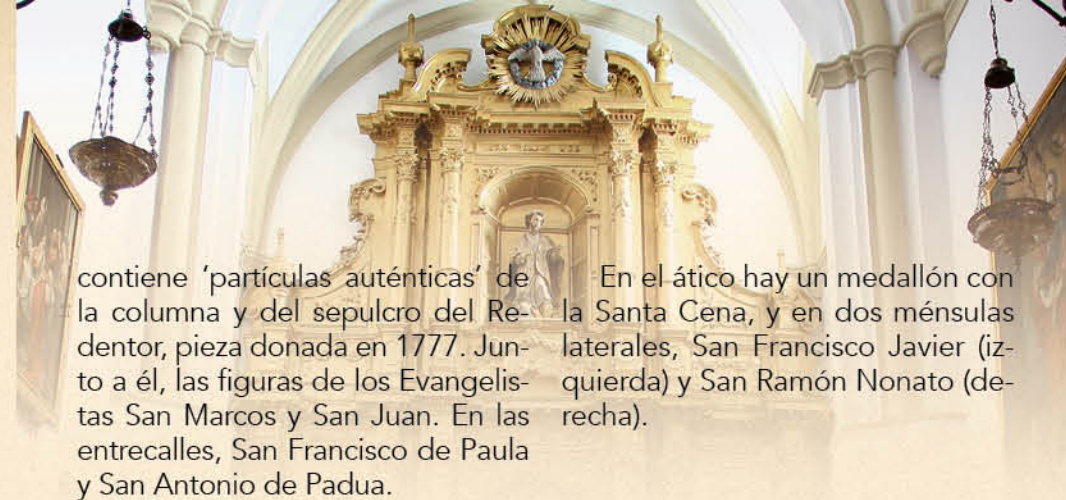 contiene ‘partículas auténticas’ de
la columna y del sepulcro del Re-
dentor, pieza donada en 1777. Jun-
to a él, las figuras de los Evangelis-
tas San Marcos y San Juan. En las
entrecalles, San Francisco de Paula
y San Antonio de Padua.
En el ático hay un medallón con
la Santa Cena, y en dos ménsulas
laterales, San Francisco Javier (iz-
quierda) y San Ramón Nonato (de-
recha).